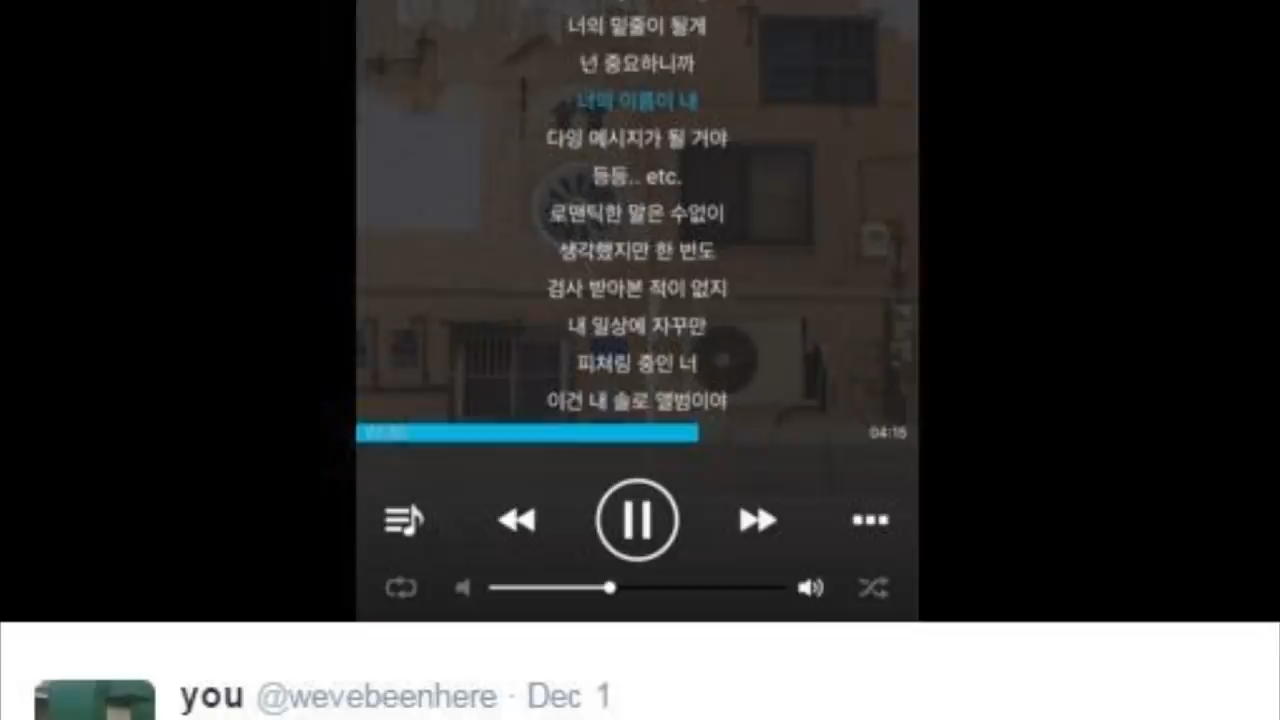 너의 밑줄이 될게
넌 중요하니까
너의 이름이 내
다잉 메시지가 될 거야
등등.. etc.
로맨틱한 말은 수없이
생각했지만 한 번도
검사 받아본 적이 없지
내 일상에 자꾸만
피쳐링 중인 너
이건 내 솔로 앨범이야
04:15
you @wevebeenhere · Dec 1